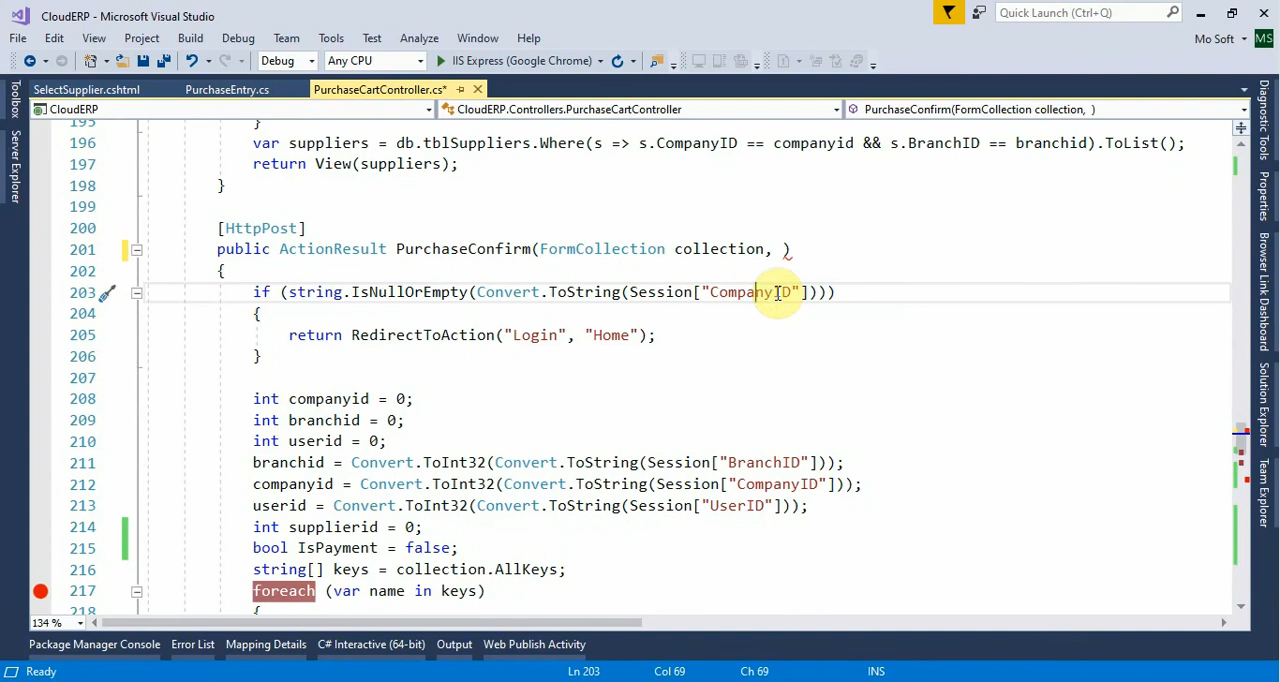 CloudERP - Microsoft Visual Studio
Quick Launch (Ctrl+Q)
File Edit View Project Build Debug Team Tools Test Analyze Window Help
Mo Soft MS
Debug Any CPU IIS Express (Google Chrome)
SelectSupplier.cshtml PurchaseEntry.cs PurchaseCartController.cs*
CloudERP CloudERP.Controllers.PurchaseCartController PurchaseConfirm(FormCollection collection, )
Toolbox
Server Explorer
195 }
196 var suppliers = db.tblSuppliers.Where(s => s.CompanyID == companyid && s.BranchID == branchid).ToList();
197 return View(suppliers);
198 }
199
200 [HttpPost]
201 public ActionResult PurchaseConfirm(FormCollection collection, )
202 {
203 if (string.IsNullOrEmpty(Convert.ToString(Session["CompanyID"])))
204 {
205 return RedirectToAction("Login", "Home");
206 }
207
208 int companyid = 0;
209 int branchid = 0;
210 int userid = 0;
211 branchid = Convert.ToInt32(Convert.ToString(Session["BranchID"]));
212 companyid = Convert.ToInt32(Convert.ToString(Session["CompanyID"]));
213 userid = Convert.ToInt32(Convert.ToString(Session["UserID"]));
214 int supplierid = 0;
215 bool IsPayment = false;
216 string[] keys = collection.AllKeys;
217 foreach (var name in keys)
218 {
Diagnostic Tools
Properties
Browser Link Dashboard
Solution Explorer
Team Explorer
134 %
Package Manager Console Error List Mapping Details C# Interactive (64-bit) Output Web Publish Activity
Ready Ln 203 Col 69 Ch 69 INS